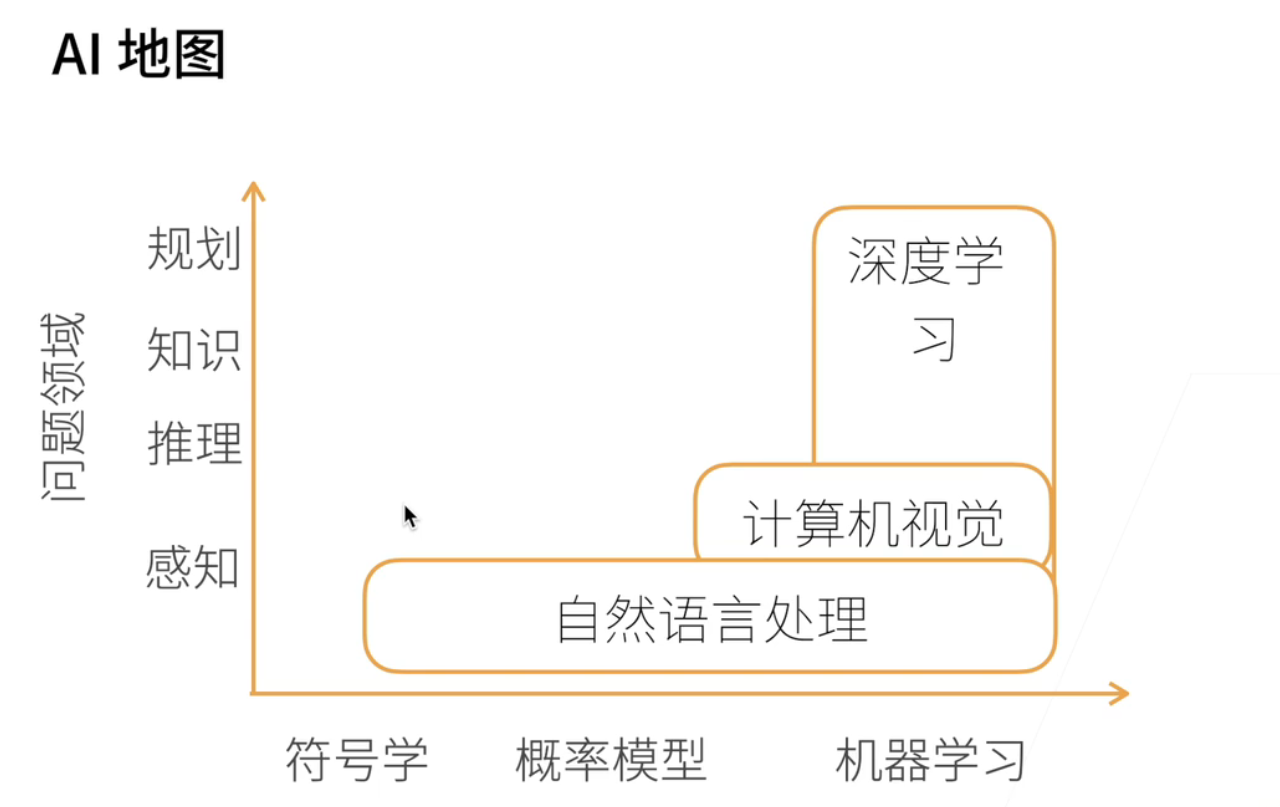 AI 地图
问题领域
规划
知识
推理
感知
深度学
习
计算机视觉
自然语言处理
符号学
概率模型
机器学习